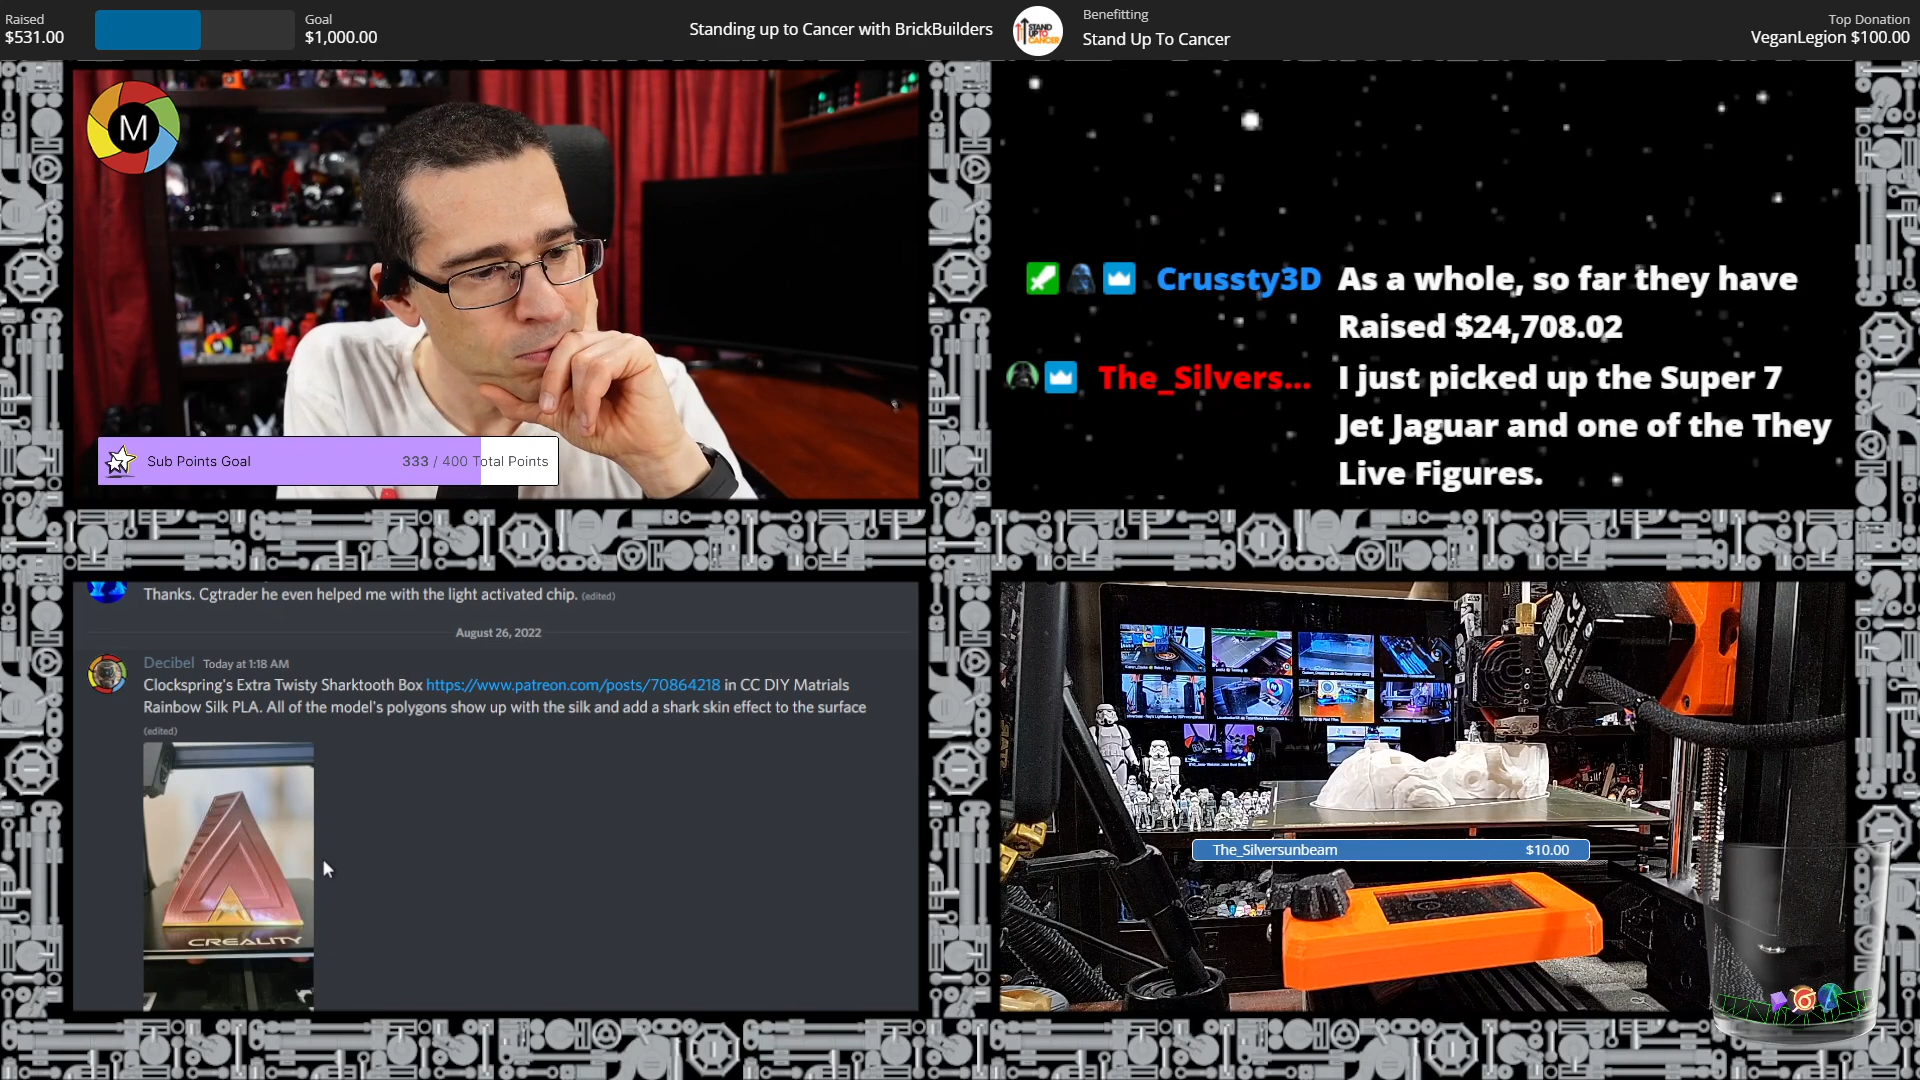 Raised
$531.00
Goal
$1,000.00
Standing up to Cancer with BrickBuilders
STAND
UP TO
CANCER
Benefitting
Stand Up To Cancer
Top Donation
VeganLegion $100.00
M
Sub Points Goal
333 / 400 Total Points
Crussty3D As a whole, so far they have
Raised $24,708.02
The_Silvers... I just picked up the Super 7
Jet Jaguar and one of the They
Live Figures.
Thanks. Cgtrader he even helped me with the light activated chip. (edited)
August 26, 2022
Decibel Today at 1:18 AM
Clockspring's Extra Twisty Sharktooth Box https://www.patreon.com/posts/70864218 in CC DIY Matrials
Rainbow Silk PLA. All of the model's polygons show up with the silk and add a shark skin effect to the surface
(edited)
CREALITY
The_Silversunbeam $10.00